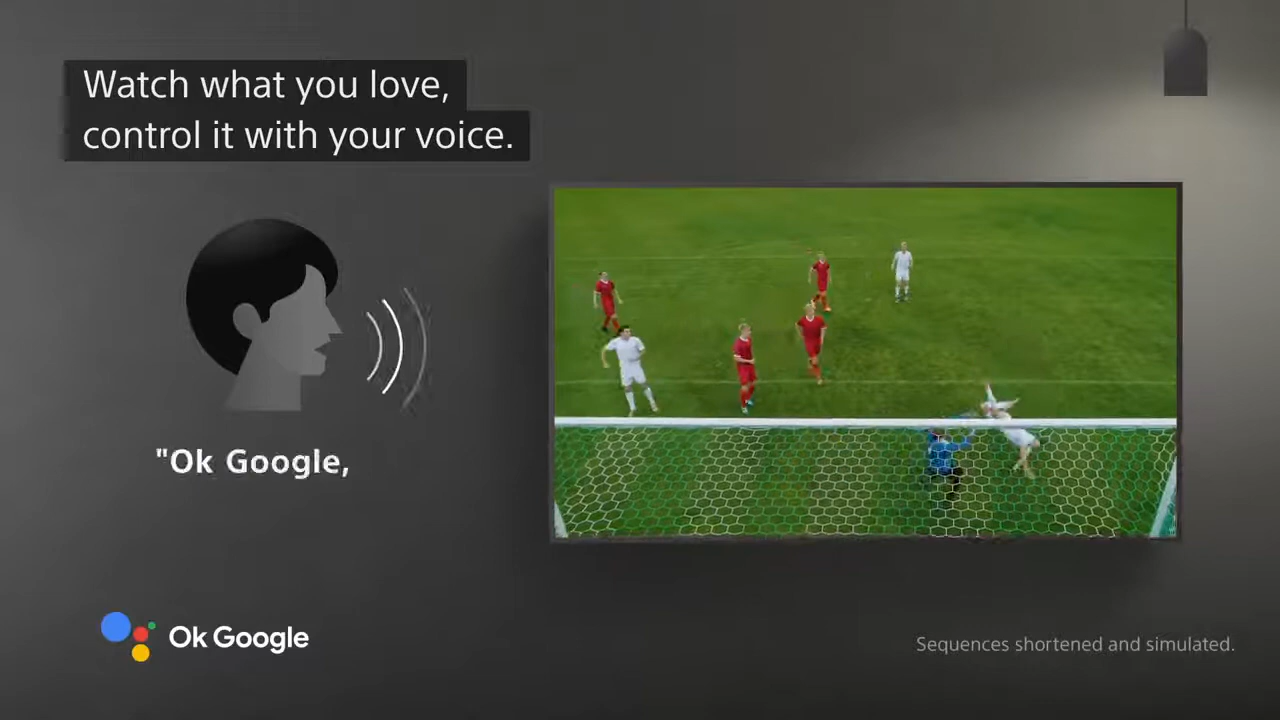 Watch what you love,
control it with your voice.
"Ok Google,
Ok Google
Sequences shortened and simulated.